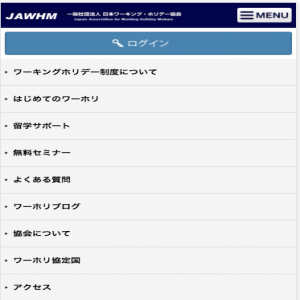 JAWHM 一般社団法人 日本ワーキング・ホリデー協会
Japan Association for Working Holiday Makers
MENU
ログイン
ワーキングホリデー制度について
はじめてのワーホリ
留学サポート
無料セミナー
よくある質問
ワーホリブログ
協会について
ワーホリ協定国
アクセス